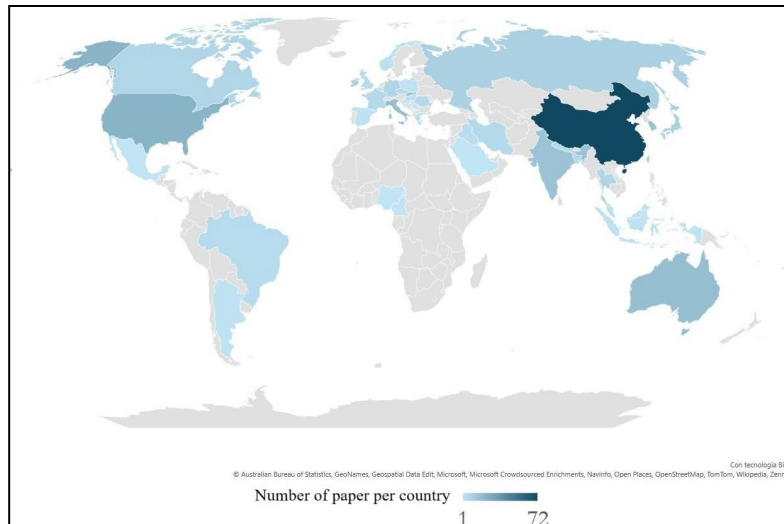 Con tecnologia Bi
© Australian Bureau of Statistics, GeoNames, Geospatial Data Edit, Microsoft, Microsoft Crowdsourced Enrichments, Navinfo, Open Places, OpenStreetMap, TomTom, Wikipedia, Zenr
Number of paper per country
1 72